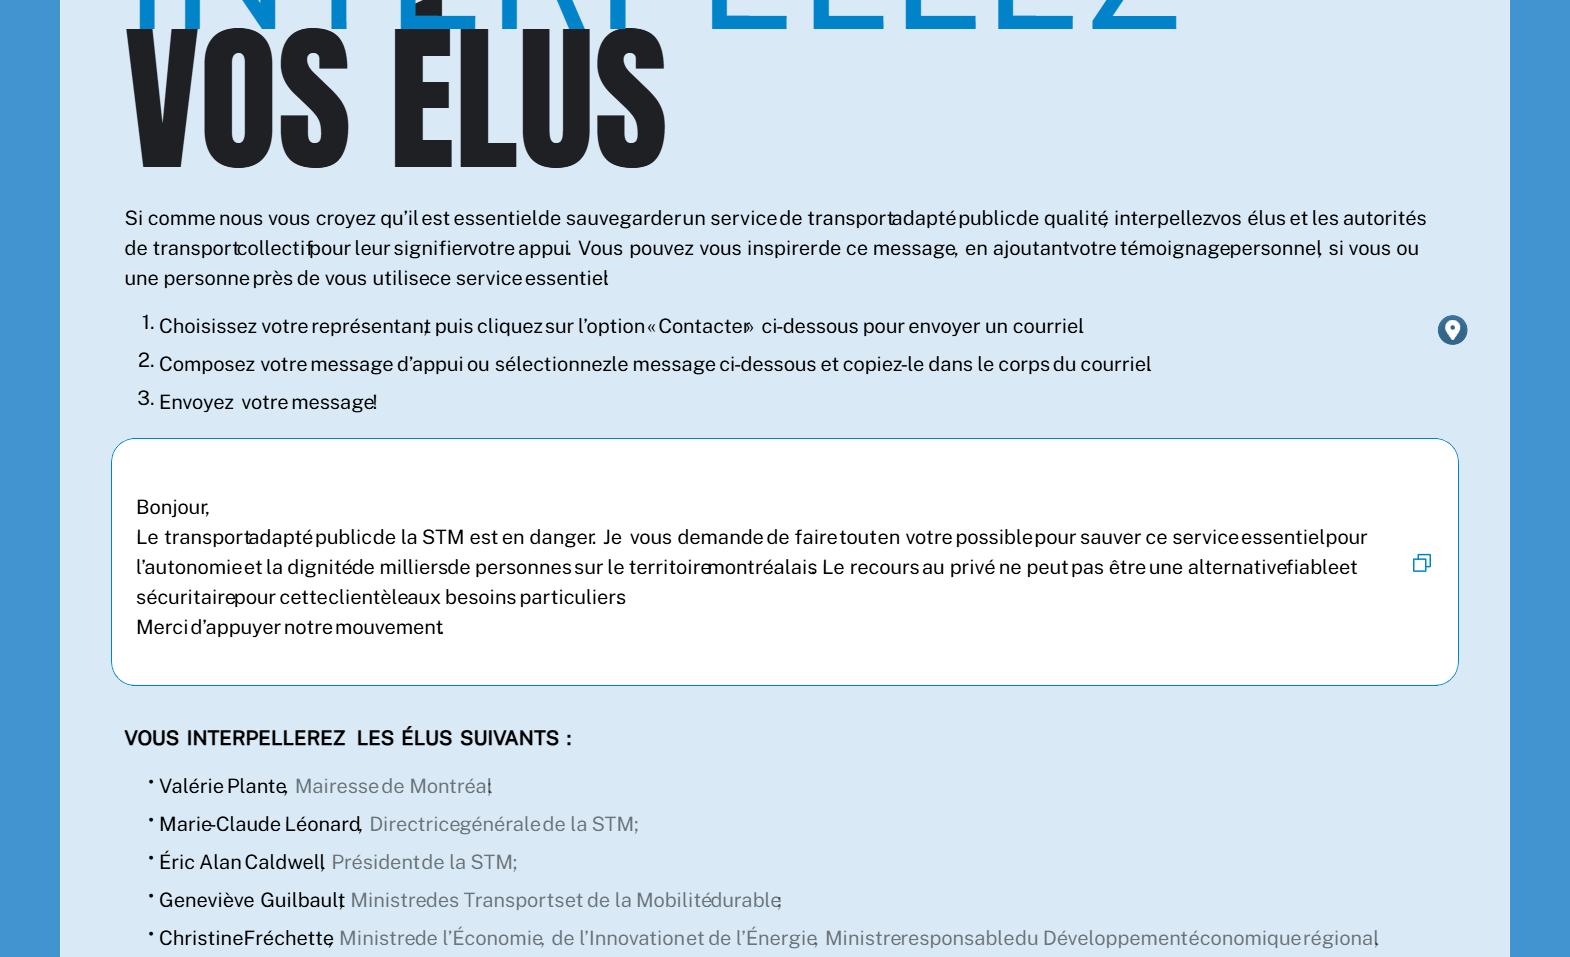 INTERPELLEZ
VOS ÉLUS
Si comme nous vous croyez qu’il est essentiel de sauvegarder un service de transport adapté public de qualité, interpellez vos élus et les autorités
de transport collectif pour leur signifier votre appui. Vous pouvez vous inspirer de ce message, en ajoutant votre témoignage personnel, si vous ou
une personne près de vous utilise ce service essentiel.
1. Choisissez votre représentant, puis cliquez sur l’option « Contacter » ci-dessous pour envoyer un courriel.
2. Composez votre message d’appui ou sélectionnez le message ci-dessous et copiez-le dans le corps du courriel.
3. Envoyez votre message!
Bonjour,
Le transport adapté public de la STM est en danger. Je vous demande de faire tout en votre possible pour sauver ce service essentiel pour
l’autonomie et la dignité de milliers de personnes sur le territoire montréalais. Le recours au privé ne peut pas être une alternative fiable et
sécuritaire pour cette clientèle aux besoins particuliers.
Merci d’appuyer notre mouvement.
VOUS INTERPELLEREZ LES ÉLUS SUIVANTS :
• Valérie Plante, Mairesse de Montréal;
• Marie-Claude Léonard, Directrice générale de la STM;
• Éric Alan Caldwell, Président de la STM;
• Geneviève Guilbault, Ministre des Transports et de la Mobilité durable;
• Christine Fréchette, Ministre de l’Économie, de l’Innovation et de l’Énergie, Ministre responsable du Développement économique régional,